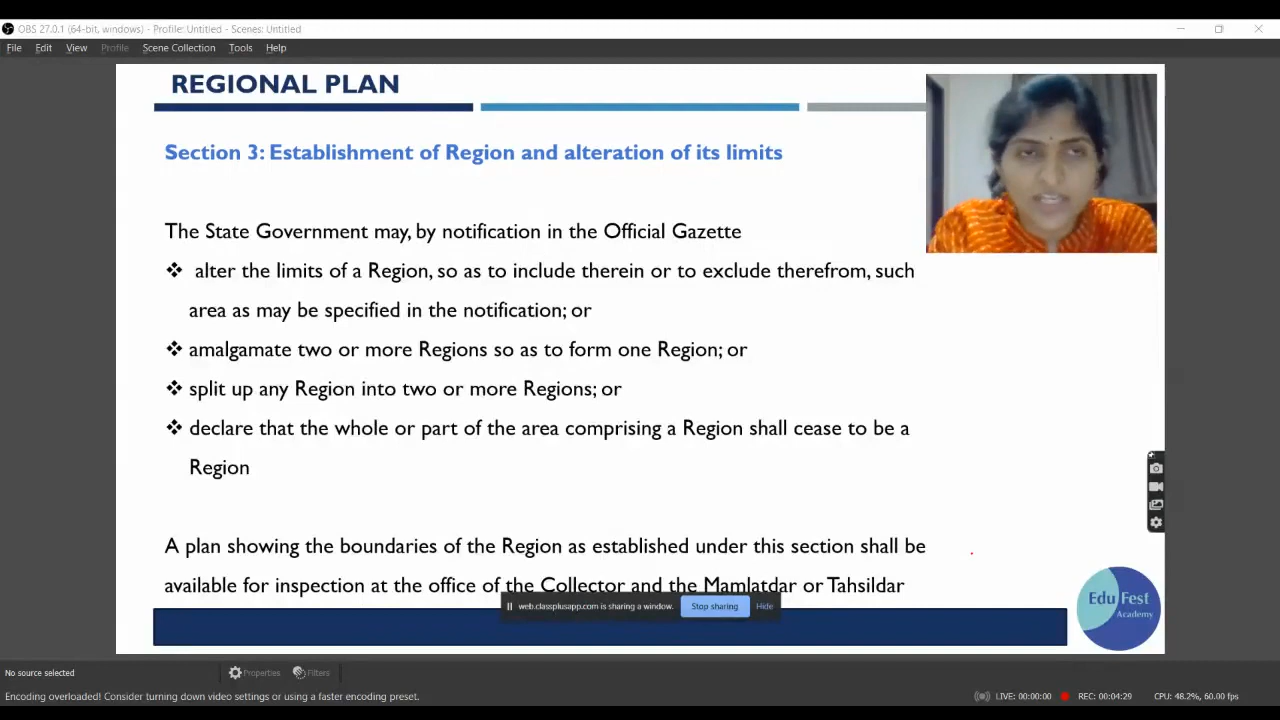 OBS 27.0.1 (64-bit, windows) - Profile: Untitled - Scenes: Untitled
File Edit View Profile Scene Collection Tools Help
REGIONAL PLAN
Section 3: Establishment of Region and alteration of its limits
The State Government may, by notification in the Official Gazette
❖ alter the limits of a Region, so as to include therein or to exclude therefrom, such
area as may be specified in the notification; or
❖ amalgamate two or more Regions so as to form one Region; or
❖ split up any Region into two or more Regions; or
❖ declare that the whole or part of the area comprising a Region shall cease to be a
Region
A plan showing the boundaries of the Region as established under this section shall be
available for inspection at the office of the Collector and the Mamlatdar or Tahsildar
web.classplusapp.com is sharing a window. Stop sharing Hide
Edu Fest
Academy
No source selected Properties Filters
Encoding overloaded! Consider turning down video settings or using a faster encoding preset. LIVE: 00:00:00 REC: 00:04:29 CPU: 48.2%, 60.00 fps